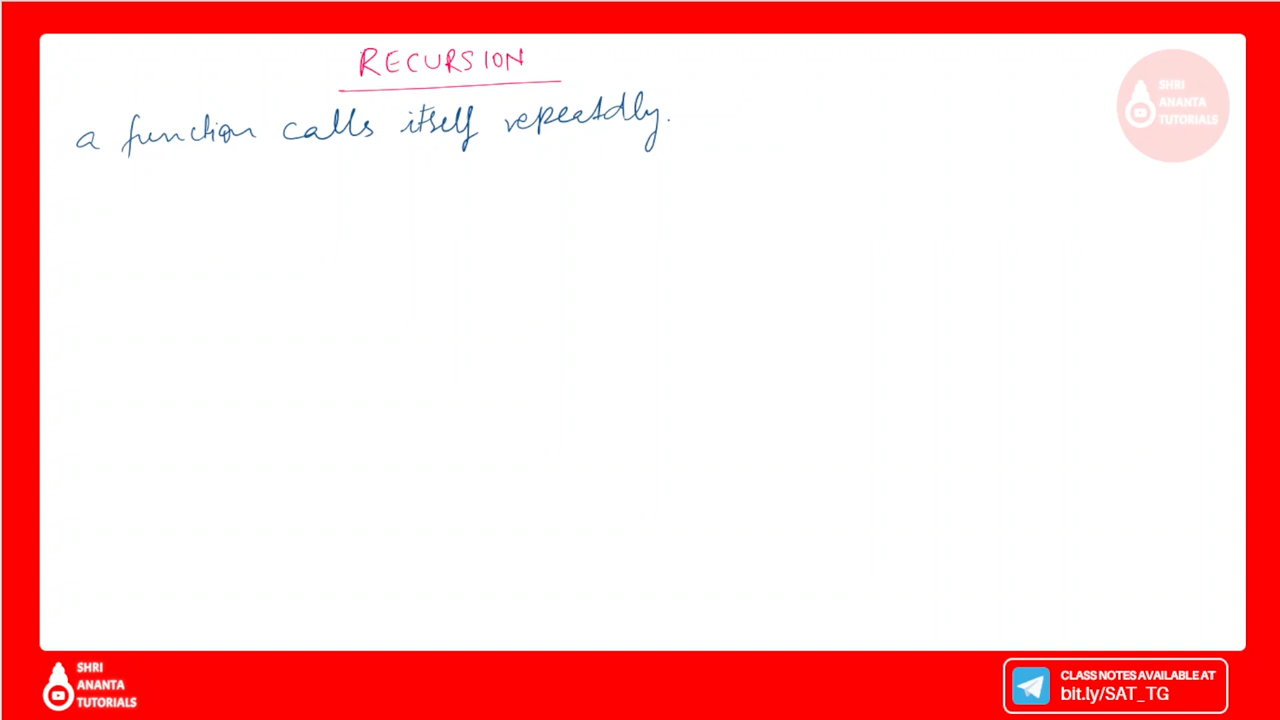 RECURSION
a function calls itself repeatdly.
SHRI
ANANTA
TUTORIALS
SHRI
ANANTA
TUTORIALS
CLASS NOTES AVAILABLE AT
bit.ly/SAT_TG